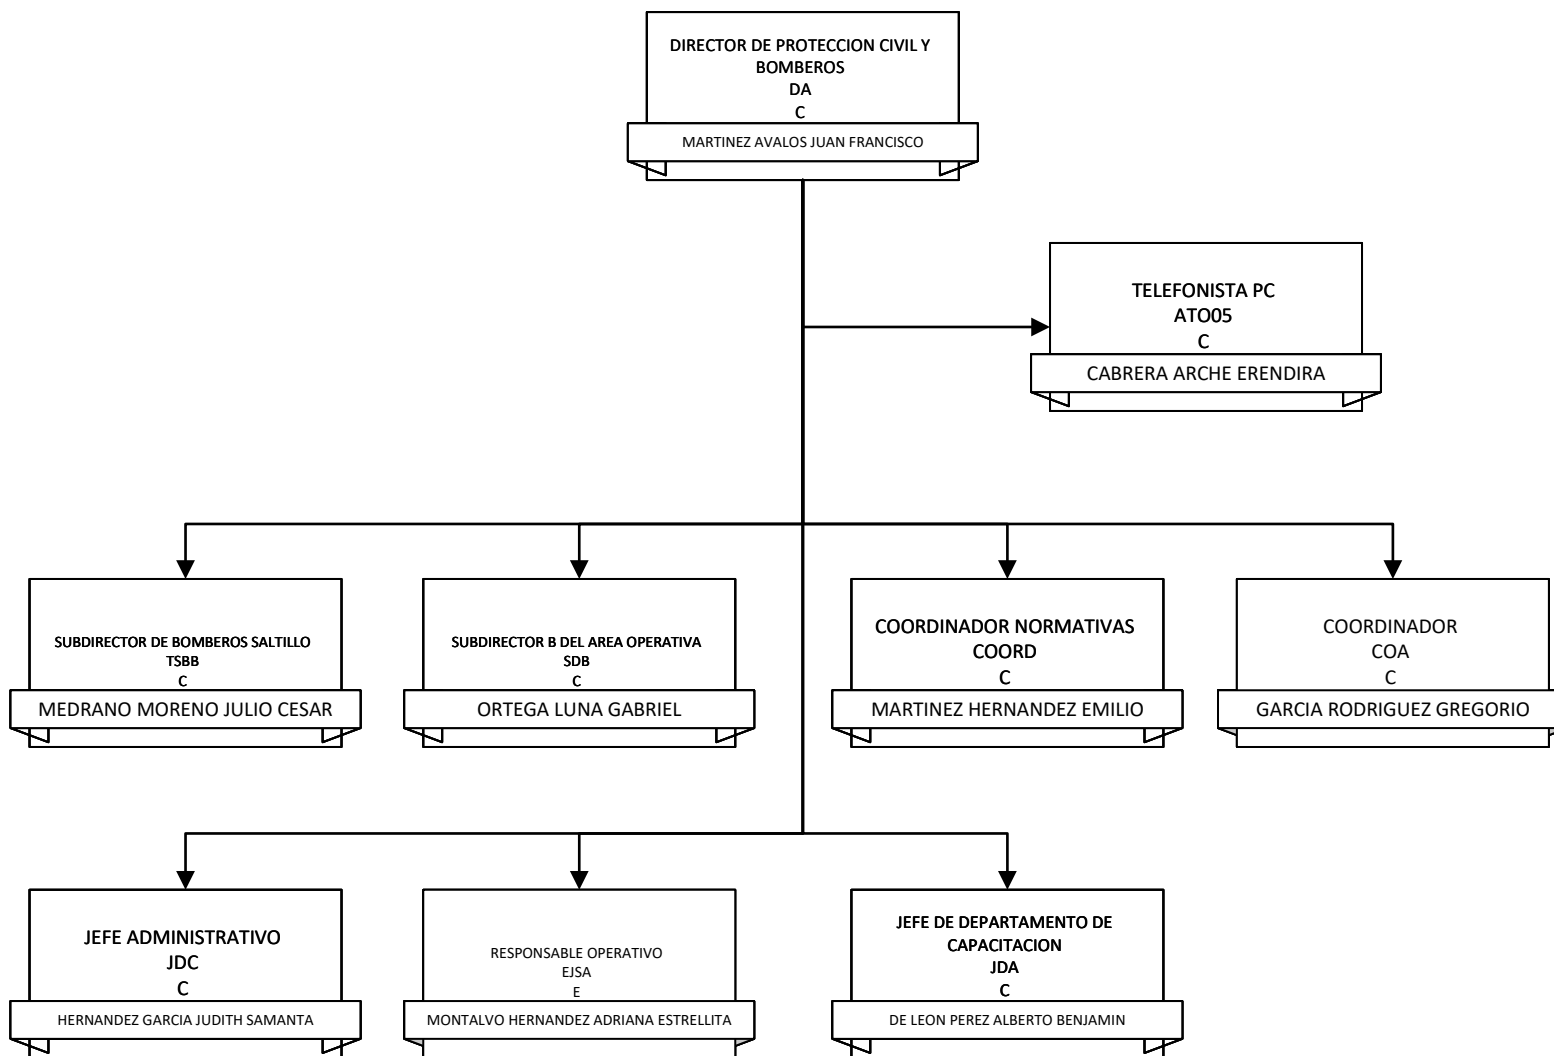 DIRECTOR DE PROTECCION CIVIL Y
BOMBEROS
DA
C
MARTINEZ AVALOS JUAN FRANCISCO
TELEFONISTA PC
ATO05
C
CABRERA ARCHE ERENDIRA
SUBDIRECTOR DE BOMBEROS SALTILLO
TSBB
C
MEDRANO MORENO JULIO CESAR
SUBDIRECTOR B DEL AREA OPERATIVA
SDB
C
ORTEGA LUNA GABRIEL
COORDINADOR NORMATIVAS
COORD
C
MARTINEZ HERNANDEZ EMILIO
COORDINADOR
COA
C
GARCIA RODRIGUEZ GREGORIO
JEFE ADMINISTRATIVO
JDC
C
HERNANDEZ GARCIA JUDITH SAMANTA
RESPONSABLE OPERATIVO
EJSA
E
MONTALVO HERNANDEZ ADRIANA ESTRELLITA
JEFE DE DEPARTAMENTO DE
CAPACITACION
JDA
C
DE LEON PEREZ ALBERTO BENJAMIN